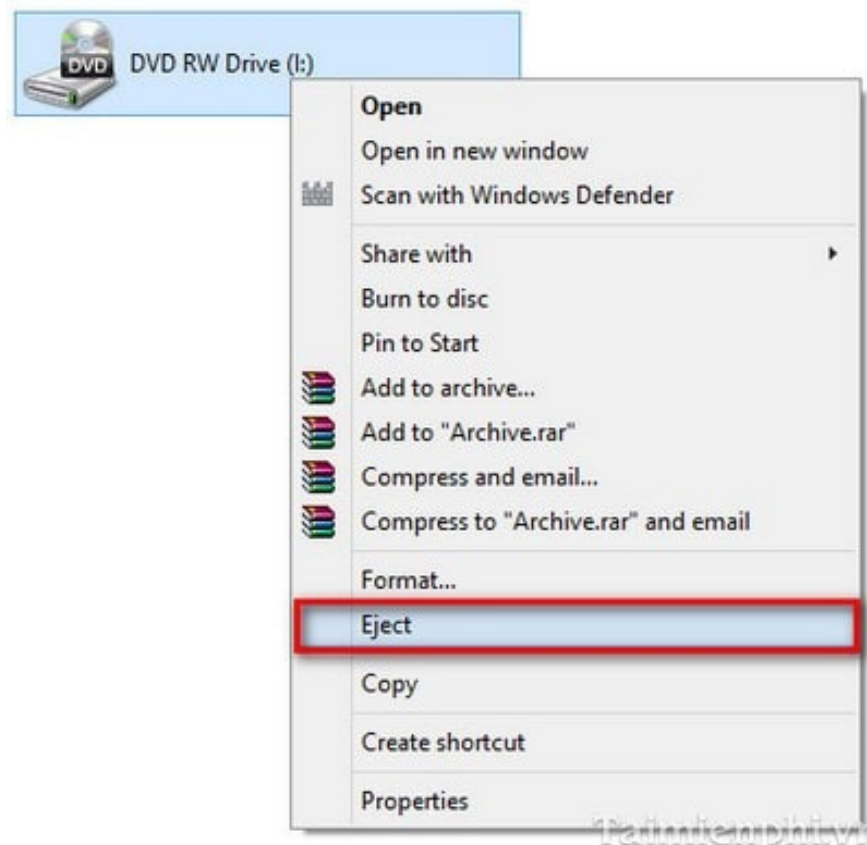 DVD
DVD RW Drive (I:)
Open
Open in new window
Scan with Windows Defender
Share with
Burn to disc
Pin to Start
Add to archive...
Add to "Archive.rar"
Compress and email...
Compress to "Archive.rar" and email
Format...
Eject
Copy
Create shortcut
Properties
Taimienphi.vn